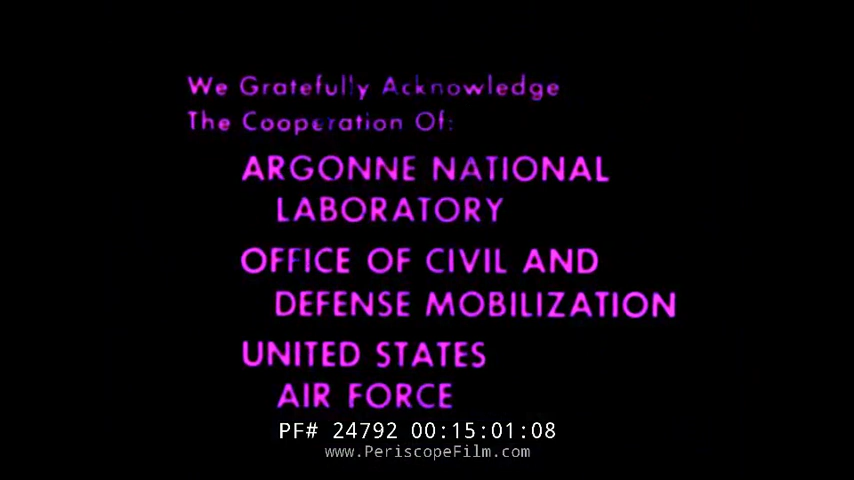 We Gratefully Acknowledge
The Cooperation Of:
ARGONNE NATIONAL
LABORATORY
OFFICE OF CIVIL AND
DEFENSE MOBILIZATION
UNITED STATES
AIR FORCE
PF# 24792 00:15:01:08
www.PeriscopeFilm.com